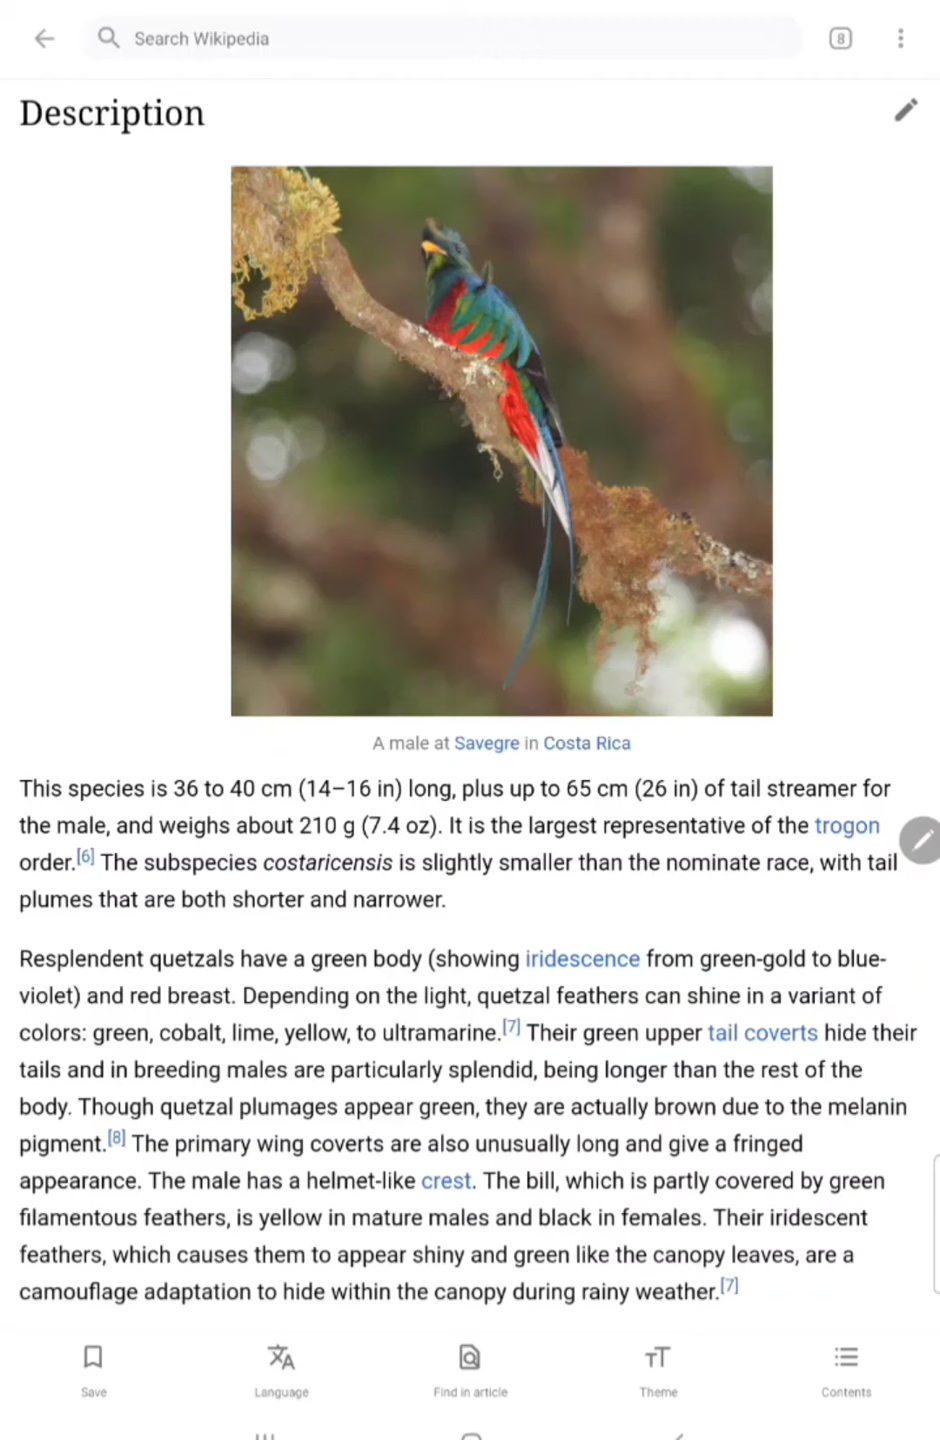 Search Wikipedia
8
Description
A male at Savegre in Costa Rica
This species is 36 to 40 cm (14–16 in) long, plus up to 65 cm (26 in) of tail streamer for
the male, and weighs about 210 g (7.4 oz). It is the largest representative of the trogon
order.[6] The subspecies costaricensis is slightly smaller than the nominate race, with tail
plumes that are both shorter and narrower.
Resplendent quetzals have a green body (showing iridescence from green-gold to blue-
violet) and red breast. Depending on the light, quetzal feathers can shine in a variant of
colors: green, cobalt, lime, yellow, to ultramarine.[7] Their green upper tail coverts hide their
tails and in breeding males are particularly splendid, being longer than the rest of the
body. Though quetzal plumages appear green, they are actually brown due to the melanin
pigment.[8] The primary wing coverts are also unusually long and give a fringed
appearance. The male has a helmet-like crest. The bill, which is partly covered by green
filamentous feathers, is yellow in mature males and black in females. Their iridescent
feathers, which causes them to appear shiny and green like the canopy leaves, are a
camouflage adaptation to hide within the canopy during rainy weather.[7]
Save
Language
Find in article
Theme
Contents